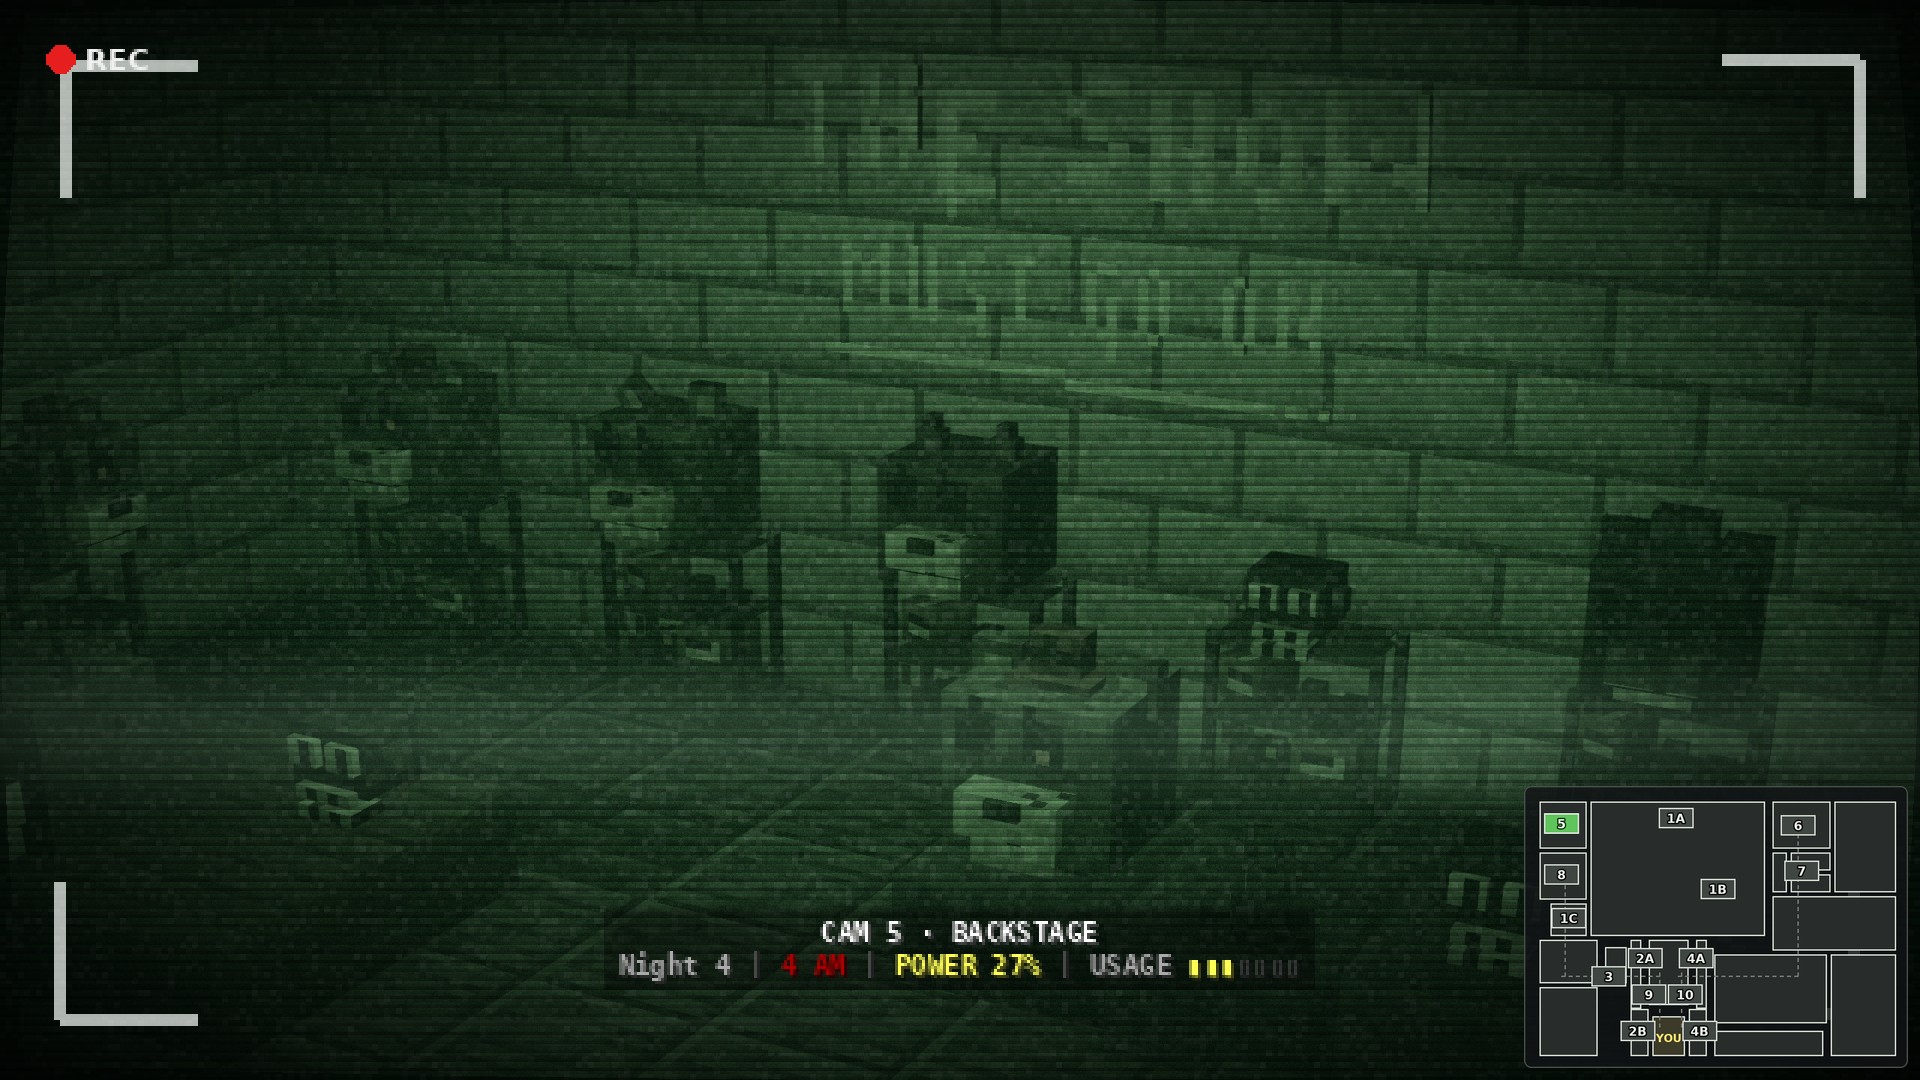 REC
CAM 5 · BACKSTAGE
Night 4 | 4 AM | POWER 27% | USAGE
5
1A
6
8
7
1B
1C
2A
4A
3
9
10
2B
YOU
4B